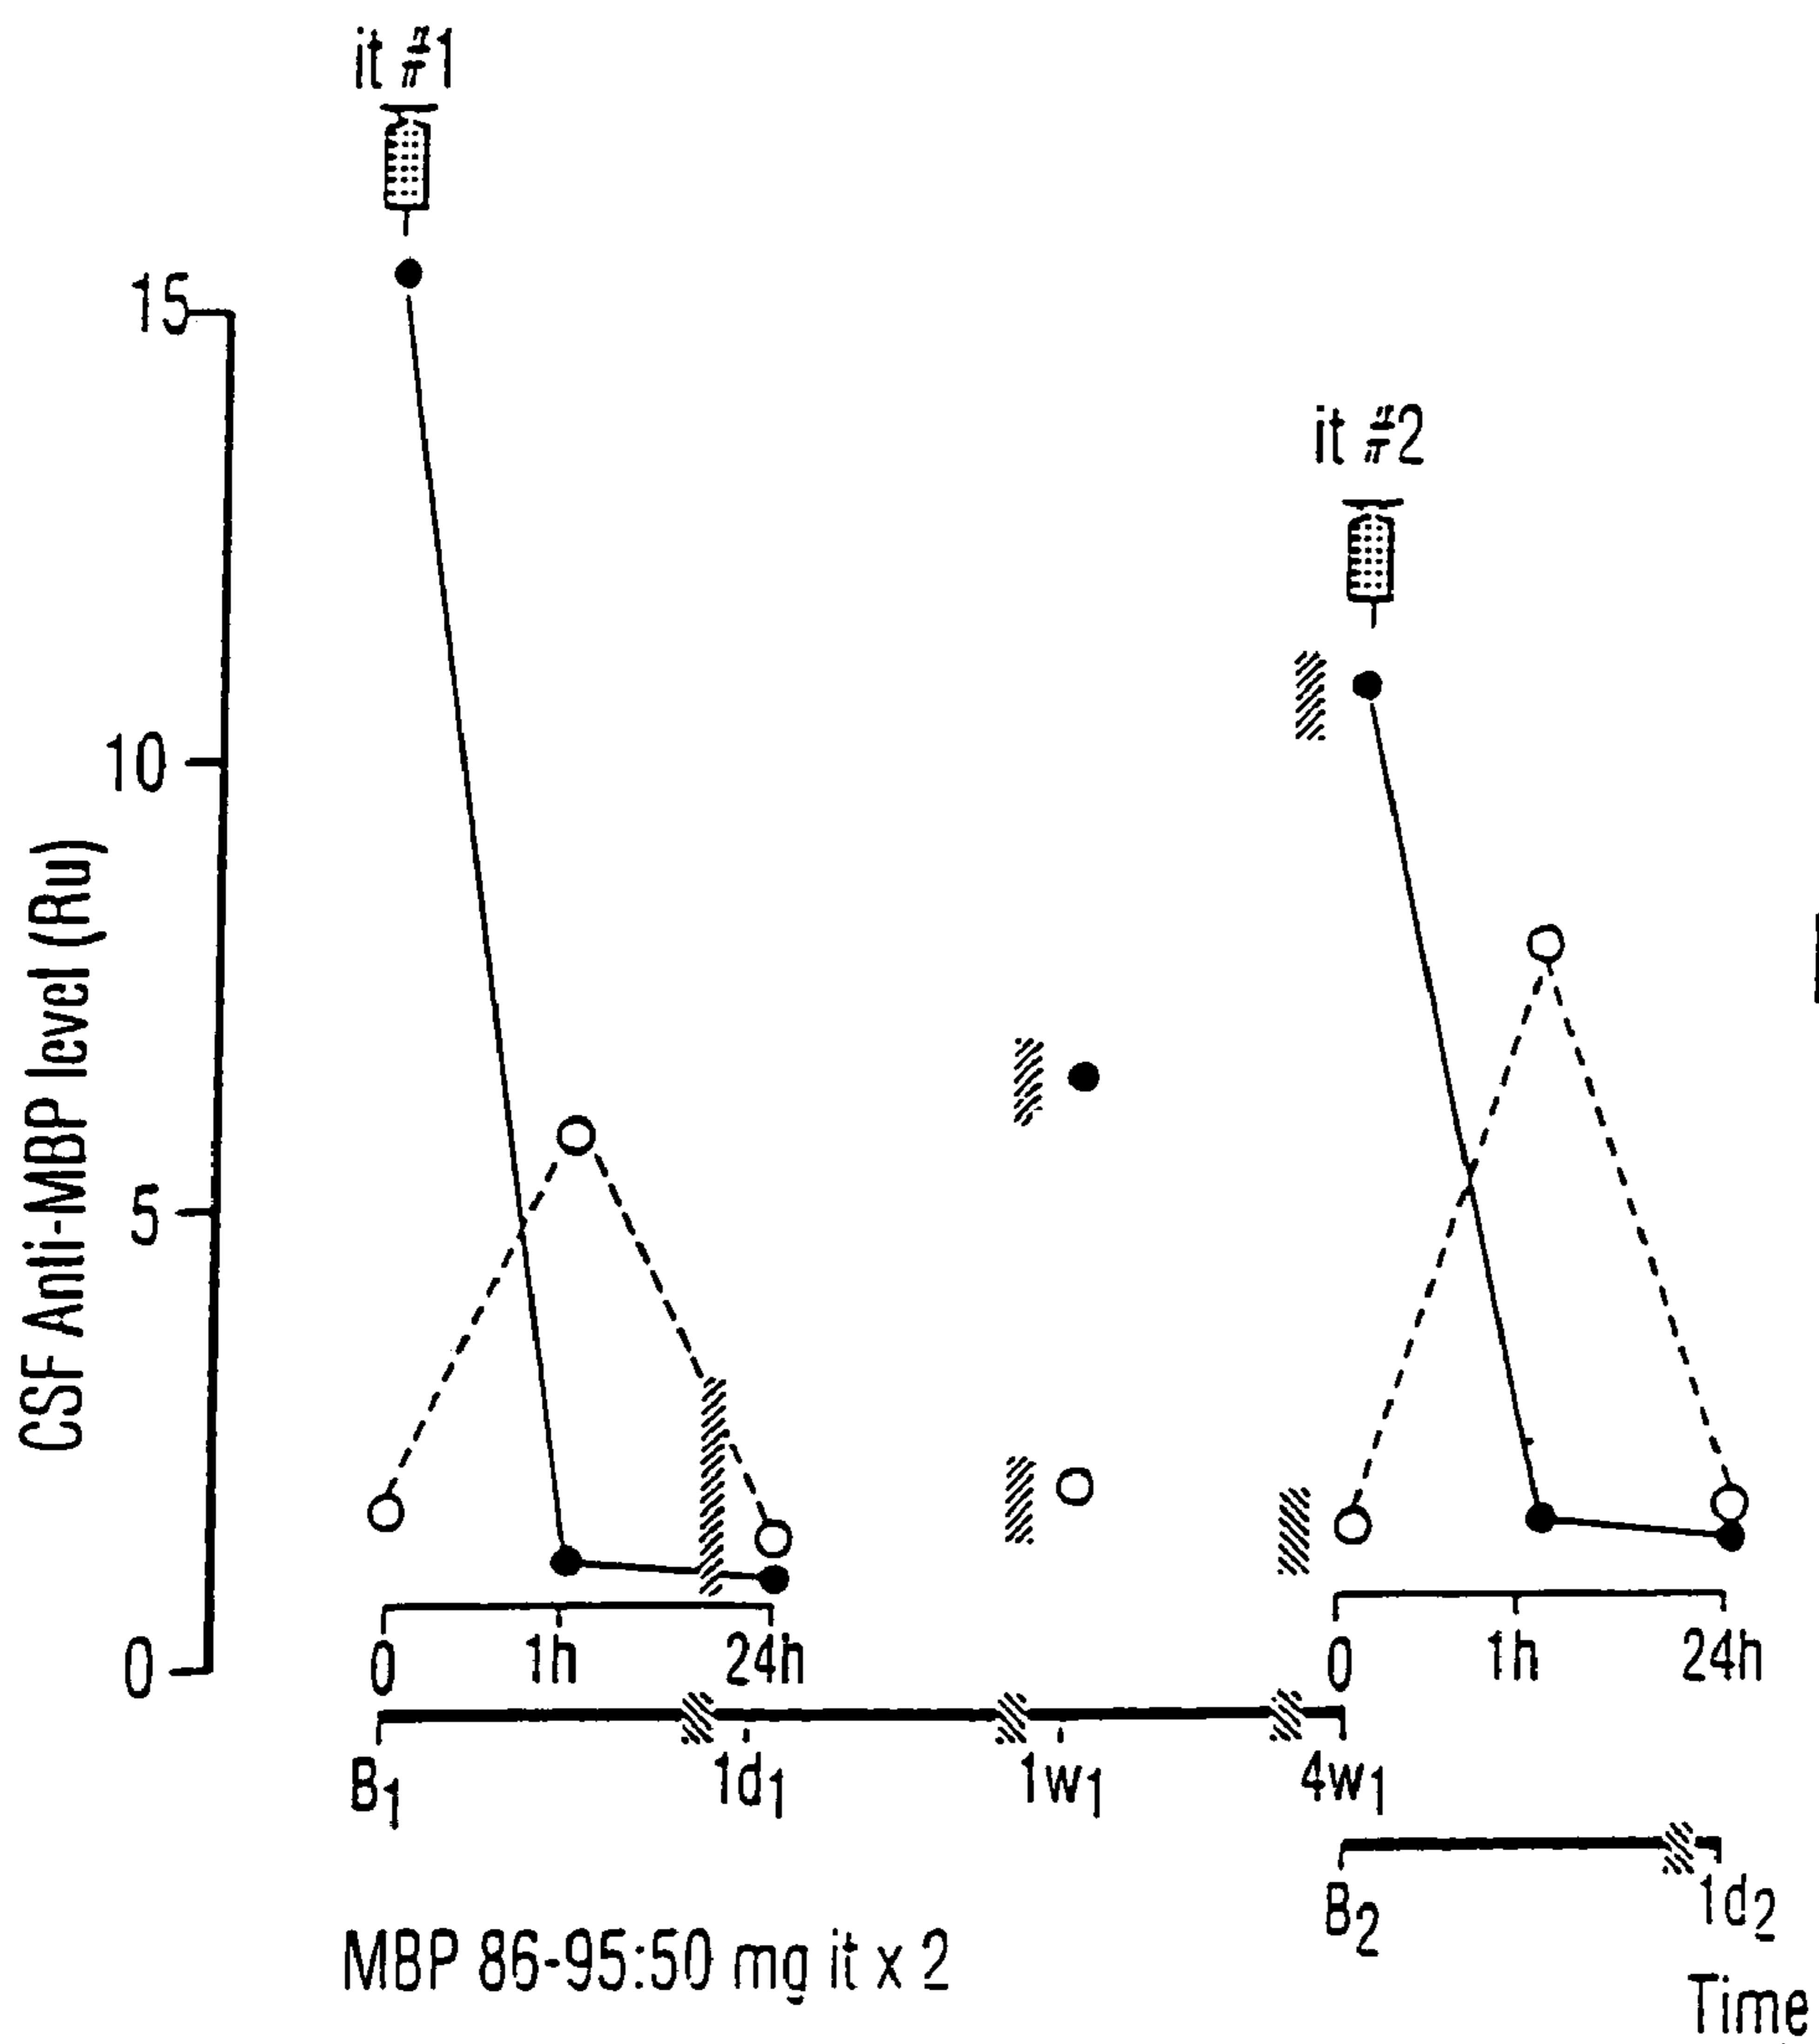 it #1
15
it #2
10
CSF Anti-MBP level (Ru)
5
0
0 1h 24h
0 1h 24h
B1 1d1 1w1 4w1
B2 1d2
MBP 86-95:50 mg it x 2
Time